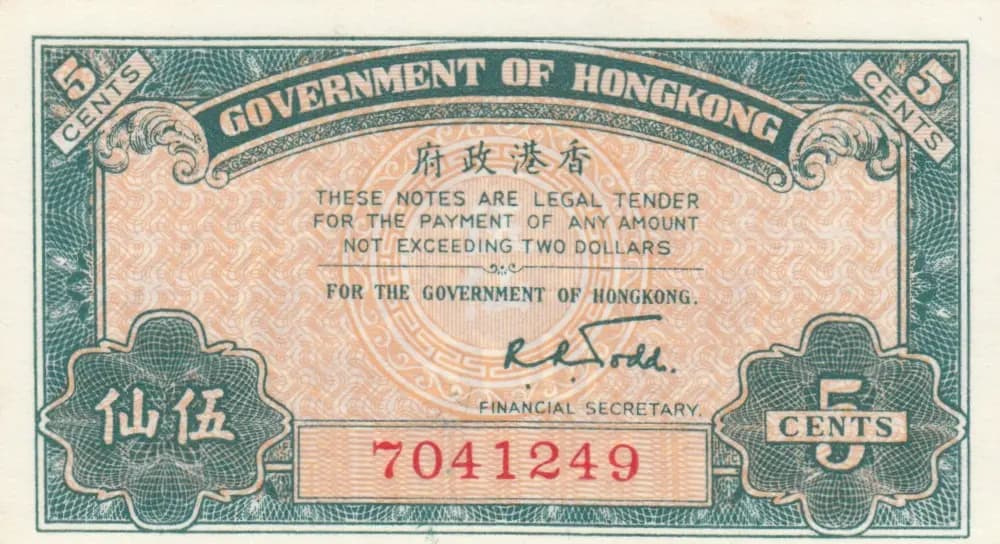 5
CENTS
5
CENTS
GOVERNMENT OF HONGKONG
府政港香
THESE NOTES ARE LEGAL TENDER
FOR THE PAYMENT OF ANY AMOUNT
NOT EXCEEDING TWO DOLLARS
FOR THE GOVERNMENT OF HONGKONG.
R.R. Todd.
FINANCIAL SECRETARY.
仙伍
5
CENTS
5
7041249